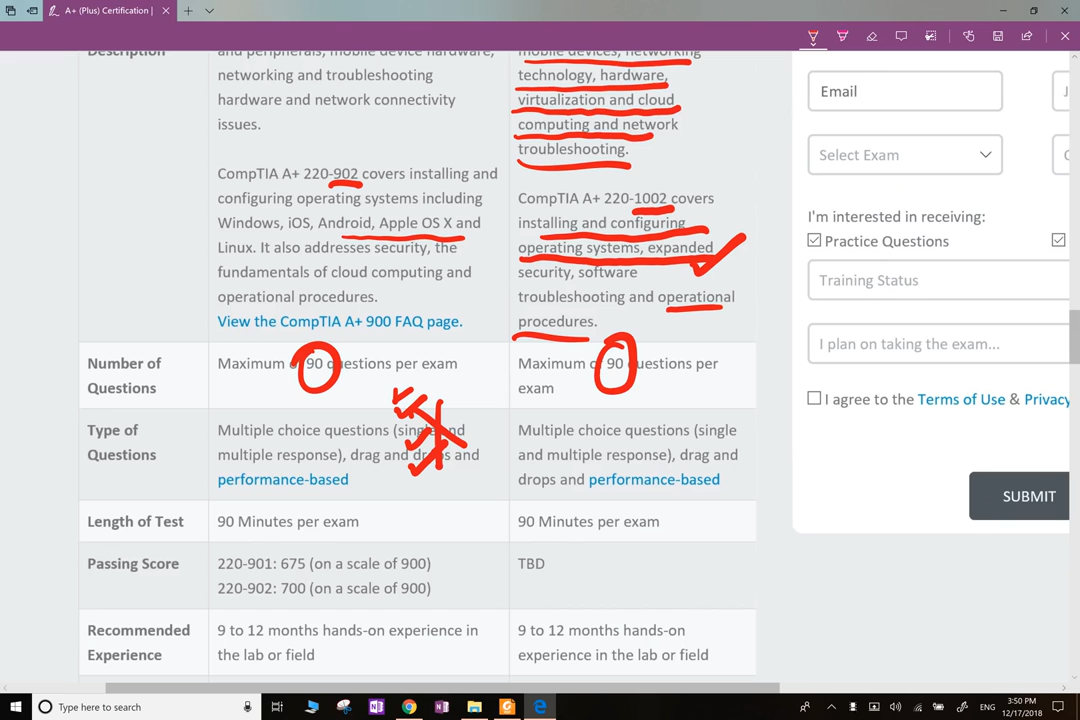 A+ (Plus) Certification |
Description
and peripherals, mobile device hardware,
networking and troubleshooting
hardware and network connectivity
issues.
CompTIA A+ 220-902 covers installing and
configuring operating systems including
Windows, iOS, Android, Apple OS X and
Linux. It also addresses security, the
fundamentals of cloud computing and
operational procedures.
View the CompTIA A+ 900 FAQ page.
mobile devices, networking
technology, hardware,
virtualization and cloud
computing and network
troubleshooting.
CompTIA A+ 220-1002 covers
installing and configuring
operating systems, expanded
security, software
troubleshooting and operational
procedures.
Number of
Questions
Maximum of 90 questions per exam
Maximum of 90 questions per
exam
Type of
Questions
Multiple choice questions (single and
multiple response), drag and drops and
performance-based
Multiple choice questions (single
and multiple response), drag and
drops and performance-based
Length of Test
90 Minutes per exam
90 Minutes per exam
Passing Score
220-901: 675 (on a scale of 900)
220-902: 700 (on a scale of 900)
TBD
Recommended
Experience
9 to 12 months hands-on experience in
the lab or field
9 to 12 months hands-on
experience in the lab or field
Email
Select Exam
I'm interested in receiving:
Practice Questions
Training Status
I plan on taking the exam...
I agree to the Terms of Use & Privacy
SUBMIT
Type here to search
ENG
3:50 PM
12/17/2018